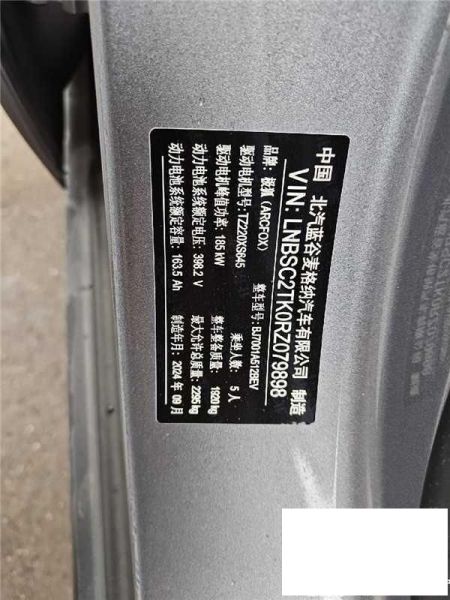 中国 北汽蓝谷麦格纳汽车有限公司 制造
VIN: LNBSC2TK0RZ079898
品牌: 极狐(ARCFOX) 整车型号: BJ7001A512BEV
驱动电机型号: TZ220XS645 乘坐人数: 5 人
驱动电机峰值功率: 185 kW 整车整备质量: 1920 kg
动力电池系统额定电压: 398.2 V 最大允许总质量: 2295 kg
动力电池系统额定容量: 163.5 Ah 制造年月: 2024 年 09 月